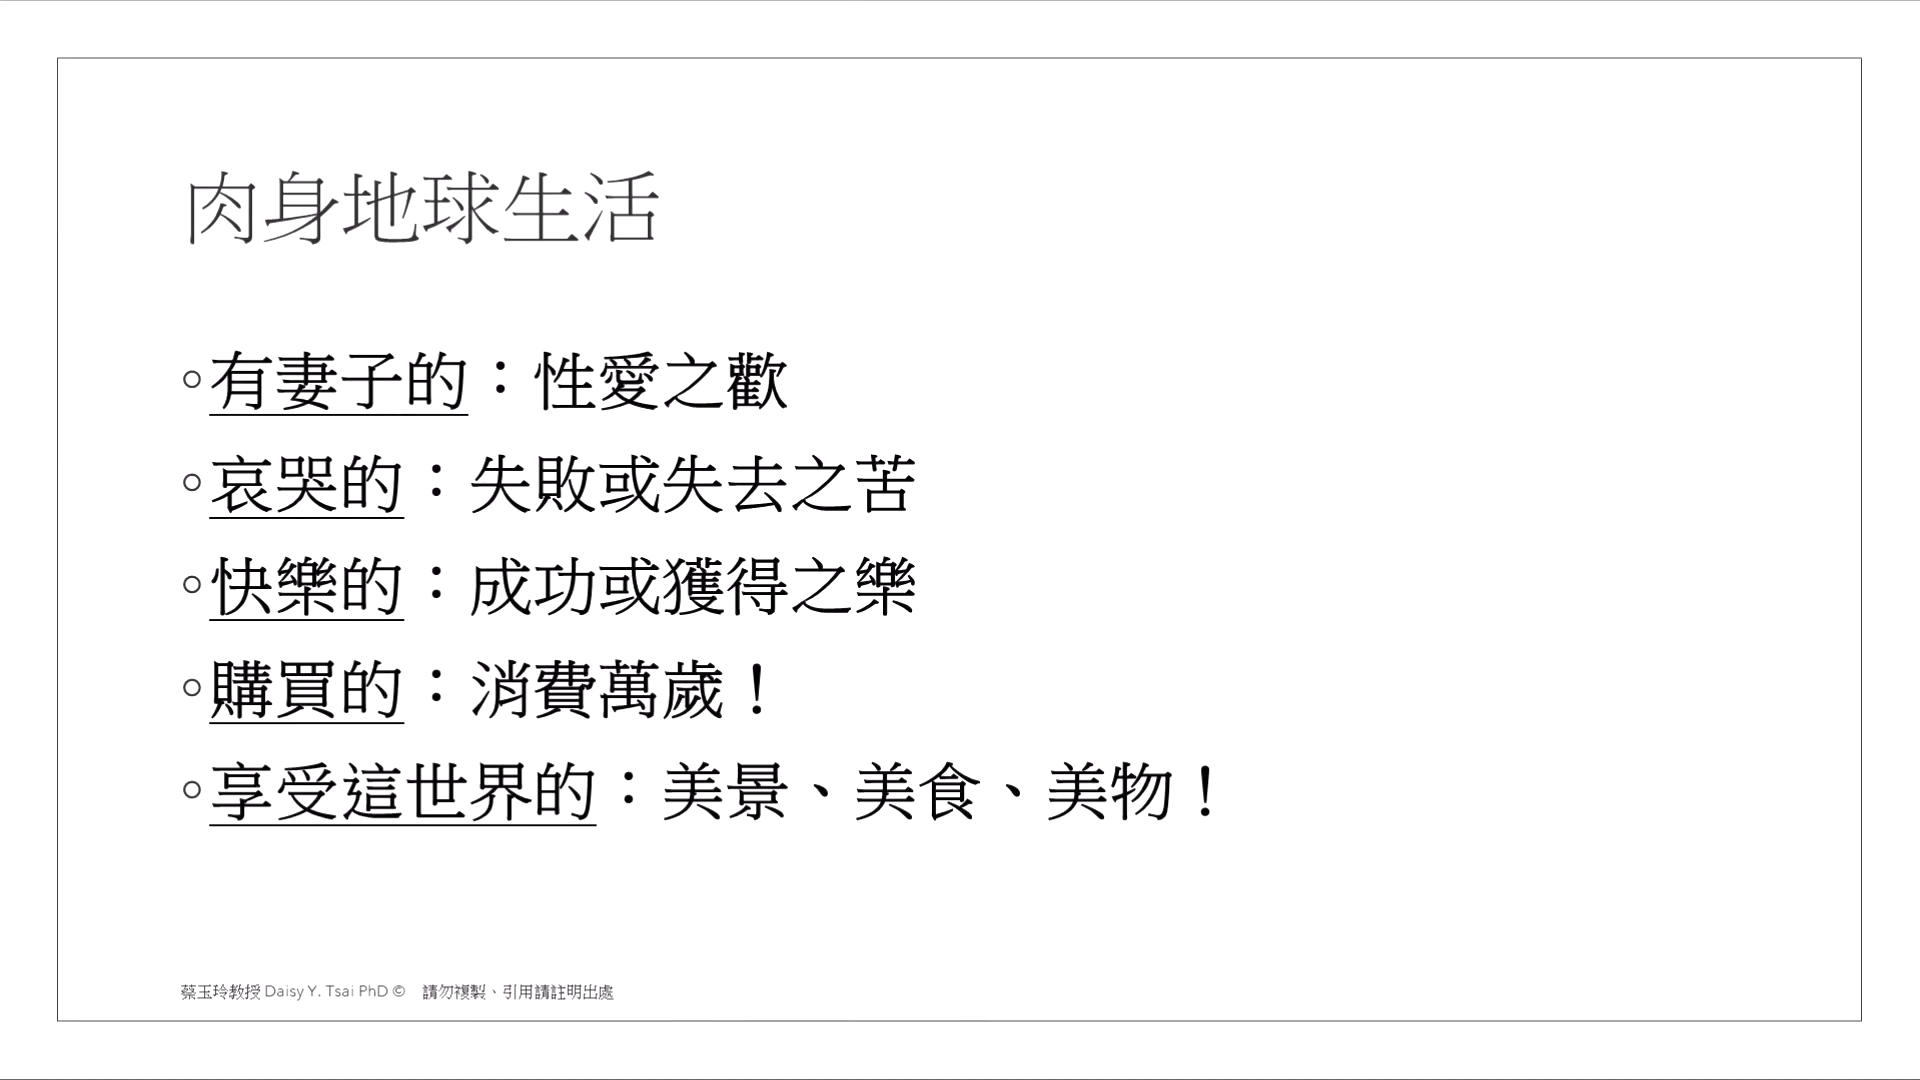 肉身地球生活
◦有妻子的：性愛之歡
◦哀哭的：失敗或失去之苦
◦快樂的：成功或獲得之樂
◦購買的：消費萬歲！
◦享受這世界的：美景、美食、美物！
蔡玉玲教授 Daisy Y. Tsai PhD © 請勿複製、引用請註明出處